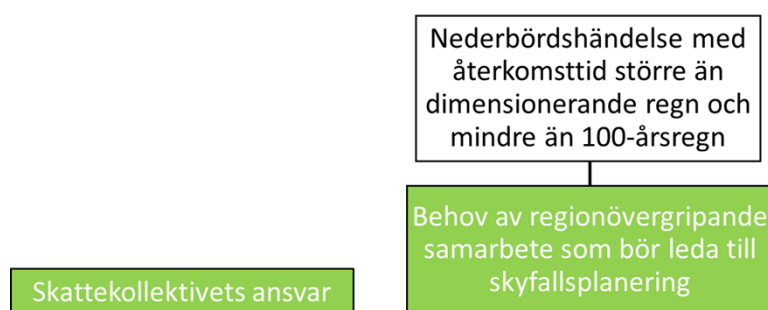 Nederbördshändelse med
återkomsttid större än
dimensionerande regn och
mindre än 100-årsregn
Behov av regionövergripande
samarbete som bör leda till
skyfallsplanering
Skattekollektivets ansvar